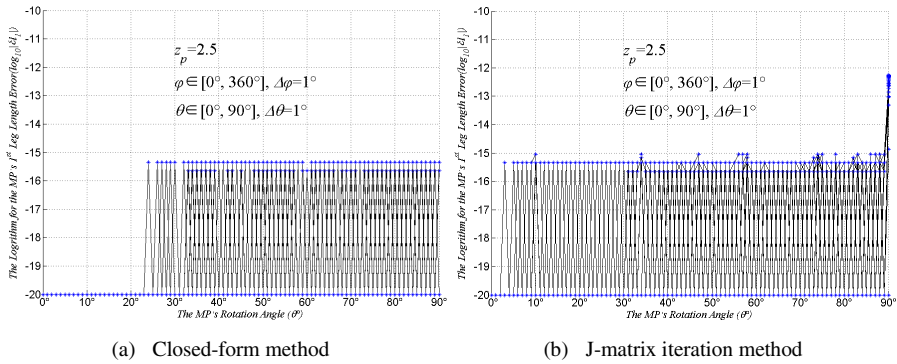 The Logrithm for the MP's 1st Leg Length Error(log10|δl1|)
-10
-11
-12
-13
-14
-15
-16
-17
-18
-19
-20
zp=2.5
φ∈[0°, 360°], Δφ=1°
θ∈[0°, 90°], Δθ=1°
0° 10° 20° 30° 40° 50° 60° 70° 80° 90°
The MP's Rotation Angle (θ°)
(a) Closed-form method
The Logrithm for the MP's 1st Leg Length Error(log10|δl1|)
-10
-11
-12
-13
-14
-15
-16
-17
-18
-19
-20
zp=2.5
φ∈[0°, 360°], Δφ=1°
θ∈[0°, 90°], Δθ=1°
0° 10° 20° 30° 40° 50° 60° 70° 80° 90°
The MP's Rotation Angle (θ°)
(b) J-matrix iteration method